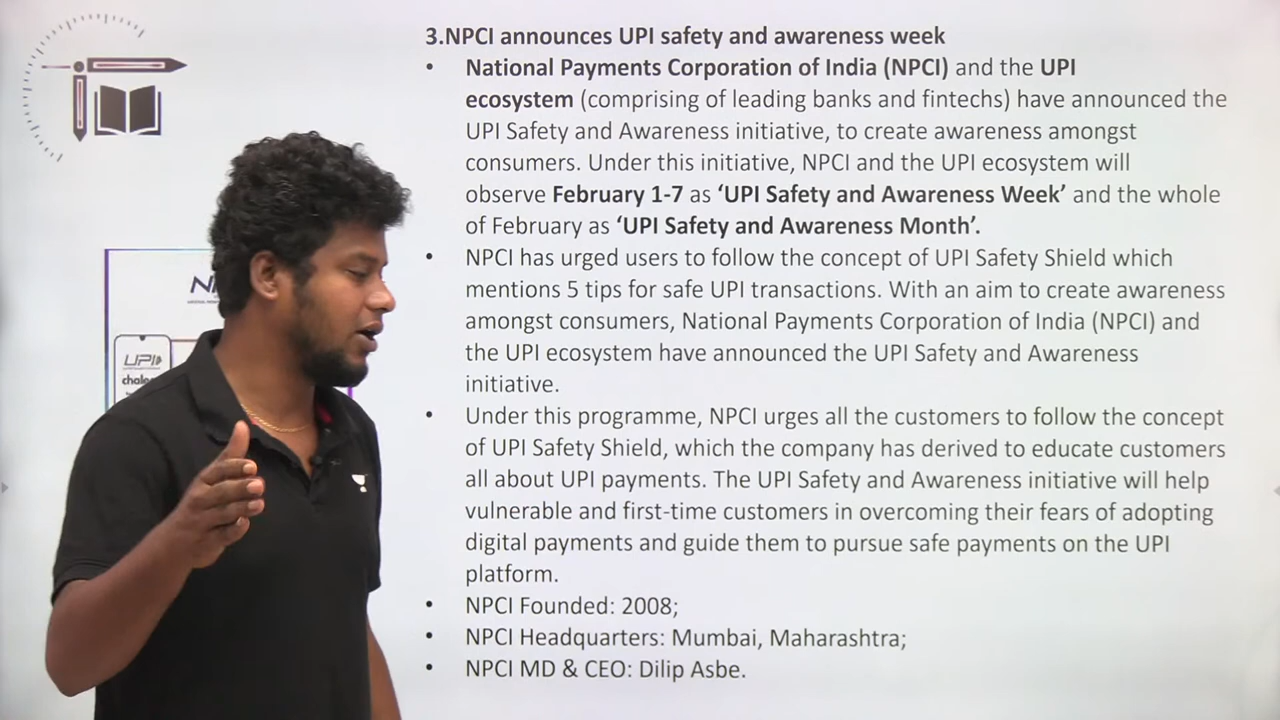 3.NPCI announces UPI safety and awareness week
• National Payments Corporation of India (NPCI) and the UPI
ecosystem (comprising of leading banks and fintechs) have announced the
UPI Safety and Awareness initiative, to create awareness amongst
consumers. Under this initiative, NPCI and the UPI ecosystem will
observe February 1-7 as ‘UPI Safety and Awareness Week’ and the whole
of February as ‘UPI Safety and Awareness Month’.
• NPCI has urged users to follow the concept of UPI Safety Shield which
mentions 5 tips for safe UPI transactions. With an aim to create awareness
amongst consumers, National Payments Corporation of India (NPCI) and
the UPI ecosystem have announced the UPI Safety and Awareness
initiative.
• Under this programme, NPCI urges all the customers to follow the concept
of UPI Safety Shield, which the company has derived to educate customers
all about UPI payments. The UPI Safety and Awareness initiative will help
vulnerable and first-time customers in overcoming their fears of adopting
digital payments and guide them to pursue safe payments on the UPI
platform.
• NPCI Founded: 2008;
• NPCI Headquarters: Mumbai, Maharashtra;
• NPCI MD & CEO: Dilip Asbe.
UPI